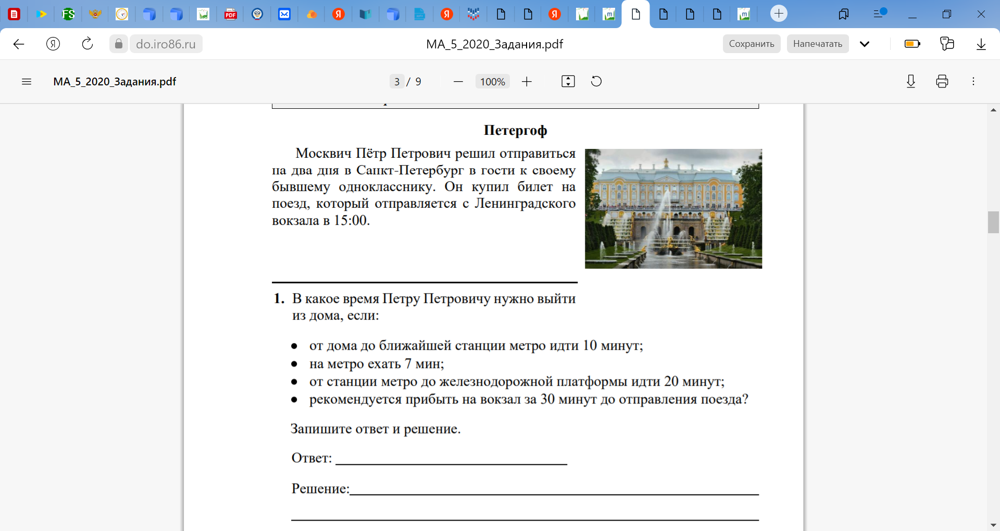 do.iro86.ru
MA_5_2020_Задания.pdf
Сохранить
Напечатать
MA_5_2020_Задания.pdf
3 / 9
100%
Петергоф
Москвич Пётр Петрович решил отправиться
на два дня в Санкт-Петербург в гости к своему
бывшему однокласснику. Он купил билет на
поезд, который отправляется с Ленинградского
вокзала в 15:00.
1. В какое время Петру Петровичу нужно выйти
из дома, если:
● от дома до ближайшей станции метро идти 10 минут;
● на метро ехать 7 мин;
● от станции метро до железнодорожной платформы идти 20 минут;
● рекомендуется прибыть на вокзал за 30 минут до отправления поезда?
Запишите ответ и решение.
Ответ:
Решение: